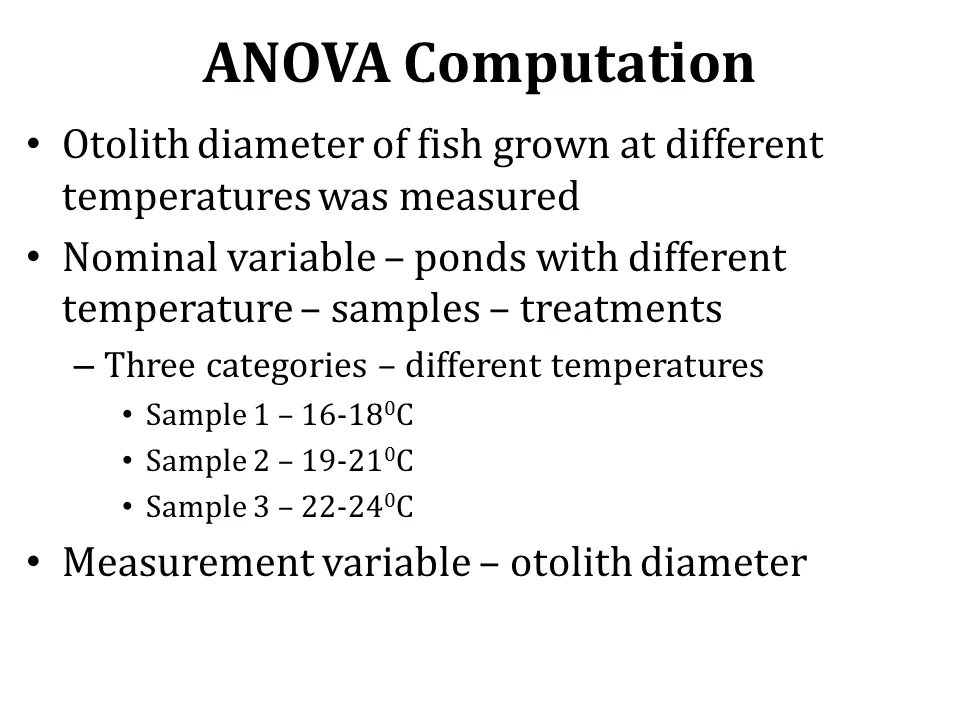 ANOVA Computation
• Otolith diameter of fish grown at different
temperatures was measured
• Nominal variable – ponds with different
temperature – samples – treatments
– Three categories – different temperatures
• Sample 1 – 16-18⁰C
• Sample 2 – 19-21⁰C
• Sample 3 – 22-24⁰C
• Measurement variable – otolith diameter